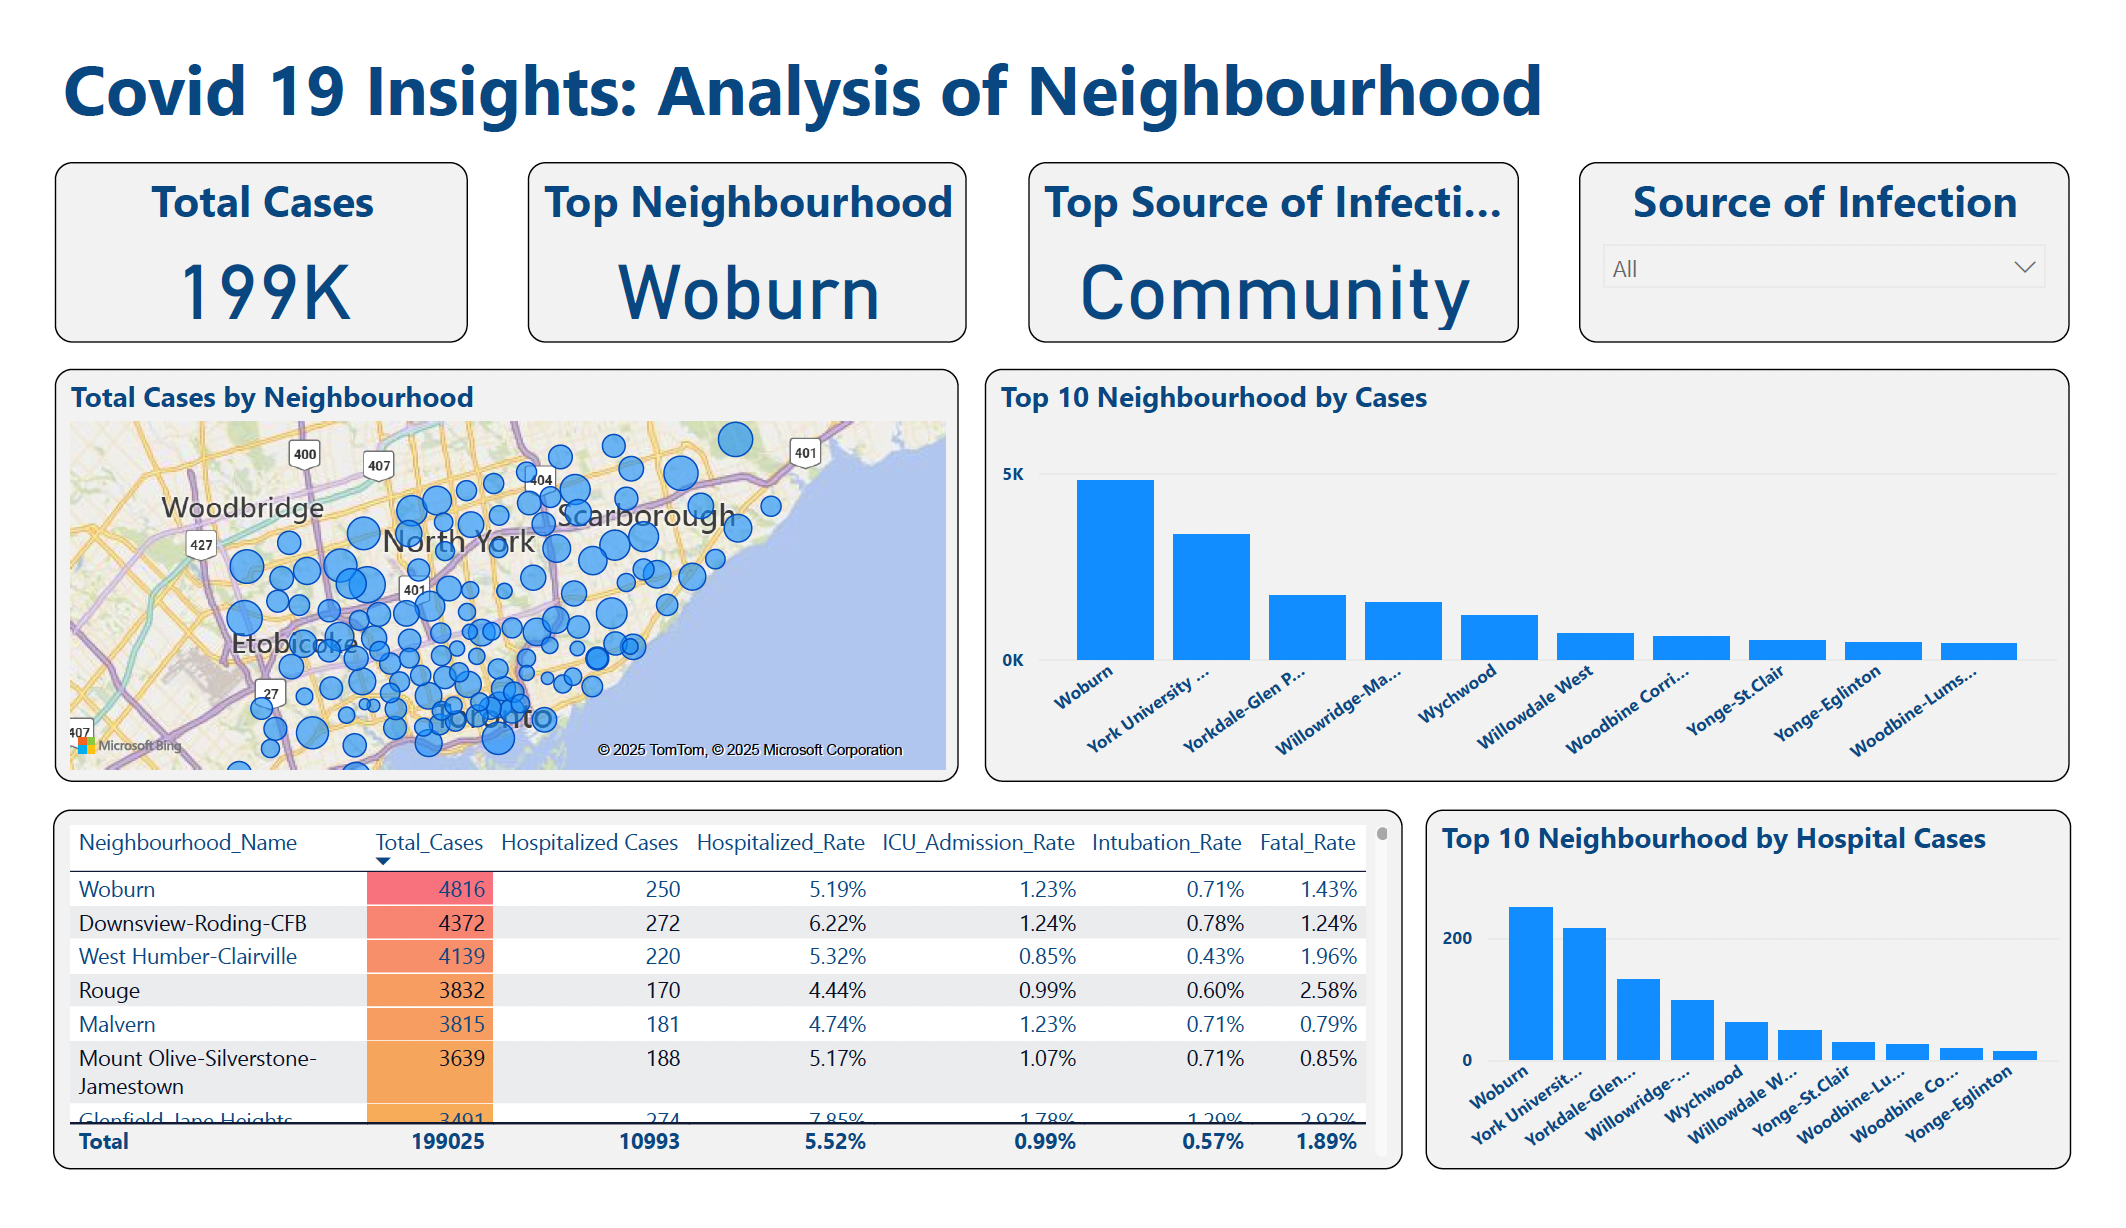 Covid 19 Insights: Analysis of Neighbourhood
Total Cases
199K
Top Neighbourhood
Woburn
Top Source of Infecti...
Community
Source of Infection
All
Total Cases by Neighbourhood
400
407
401
404
Woodbridge
Scarborough
North York
427
401
Etobicoke
27
Toronto
407
Microsoft Bing
© 2025 TomTom, © 2025 Microsoft Corporation
Top 10 Neighbourhood by Cases
5K
0K
Woburn
York University ...
Yorkdale-Glen P...
Willowridge-Ma...
Wychwood
Willowdale West
Woodbine Corri...
Yonge-St.Clair
Yonge-Eglinton
Woodbine-Lums...
Neighbourhood_Name Total_Cases Hospitalized Cases Hospitalized_Rate ICU_Admission_Rate Intubation_Rate Fatal_Rate
Woburn 4816 250 5.19% 1.23% 0.71% 1.43%
Downsview-Roding-CFB 4372 272 6.22% 1.24% 0.78% 1.24%
West Humber-Clairville 4139 220 5.32% 0.85% 0.43% 1.96%
Rouge 3832 170 4.44% 0.99% 0.60% 2.58%
Malvern 3815 181 4.74% 1.23% 0.71% 0.79%
Mount Olive-Silverstone- 3639 188 5.17% 1.07% 0.71% 0.85%
Jamestown
Glenfield-Jane Heights 3491 274 7.85% 1.78% 1.29% 2.92%
Total 199025 10993 5.52% 0.99% 0.57% 1.89%
Top 10 Neighbourhood by Hospital Cases
200
0
Woburn
York Universit...
Yorkdale-Glen...
Willowridge-...
Wychwood
Willowdale W...
Yonge-St.Clair
Woodbine-Lu...
Woodbine Co...
Yonge-Eglinton